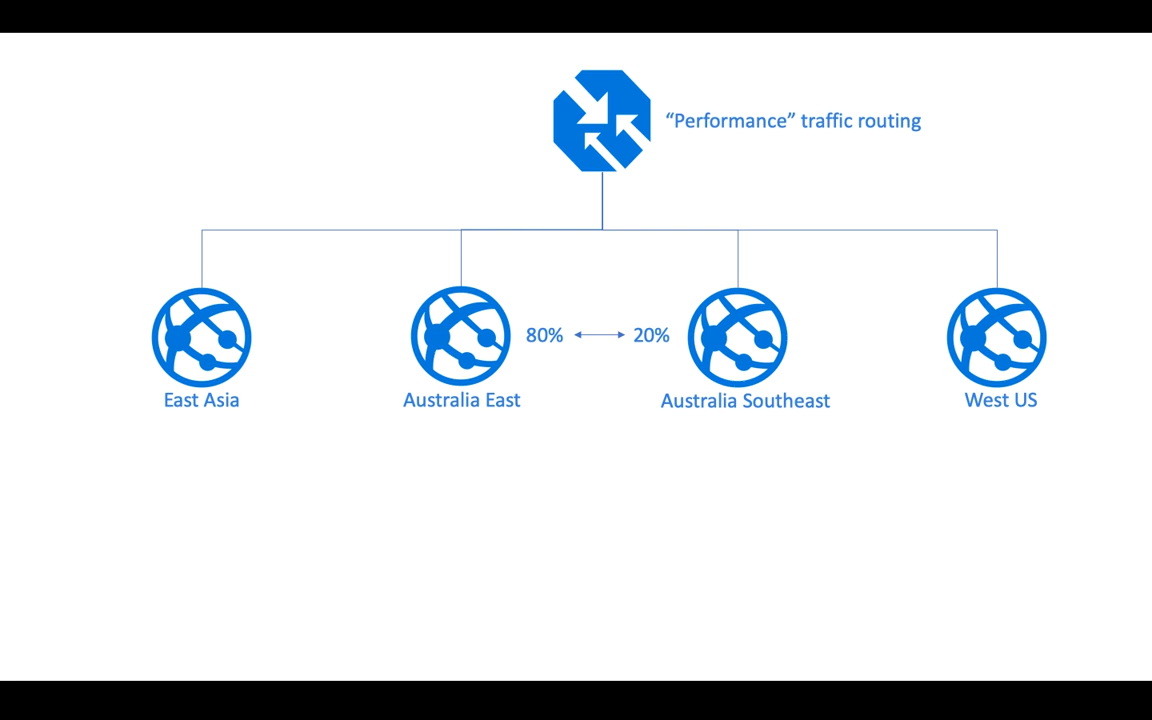 “Performance” traffic routing
80%
20%
East Asia
Australia East
Australia Southeast
West US